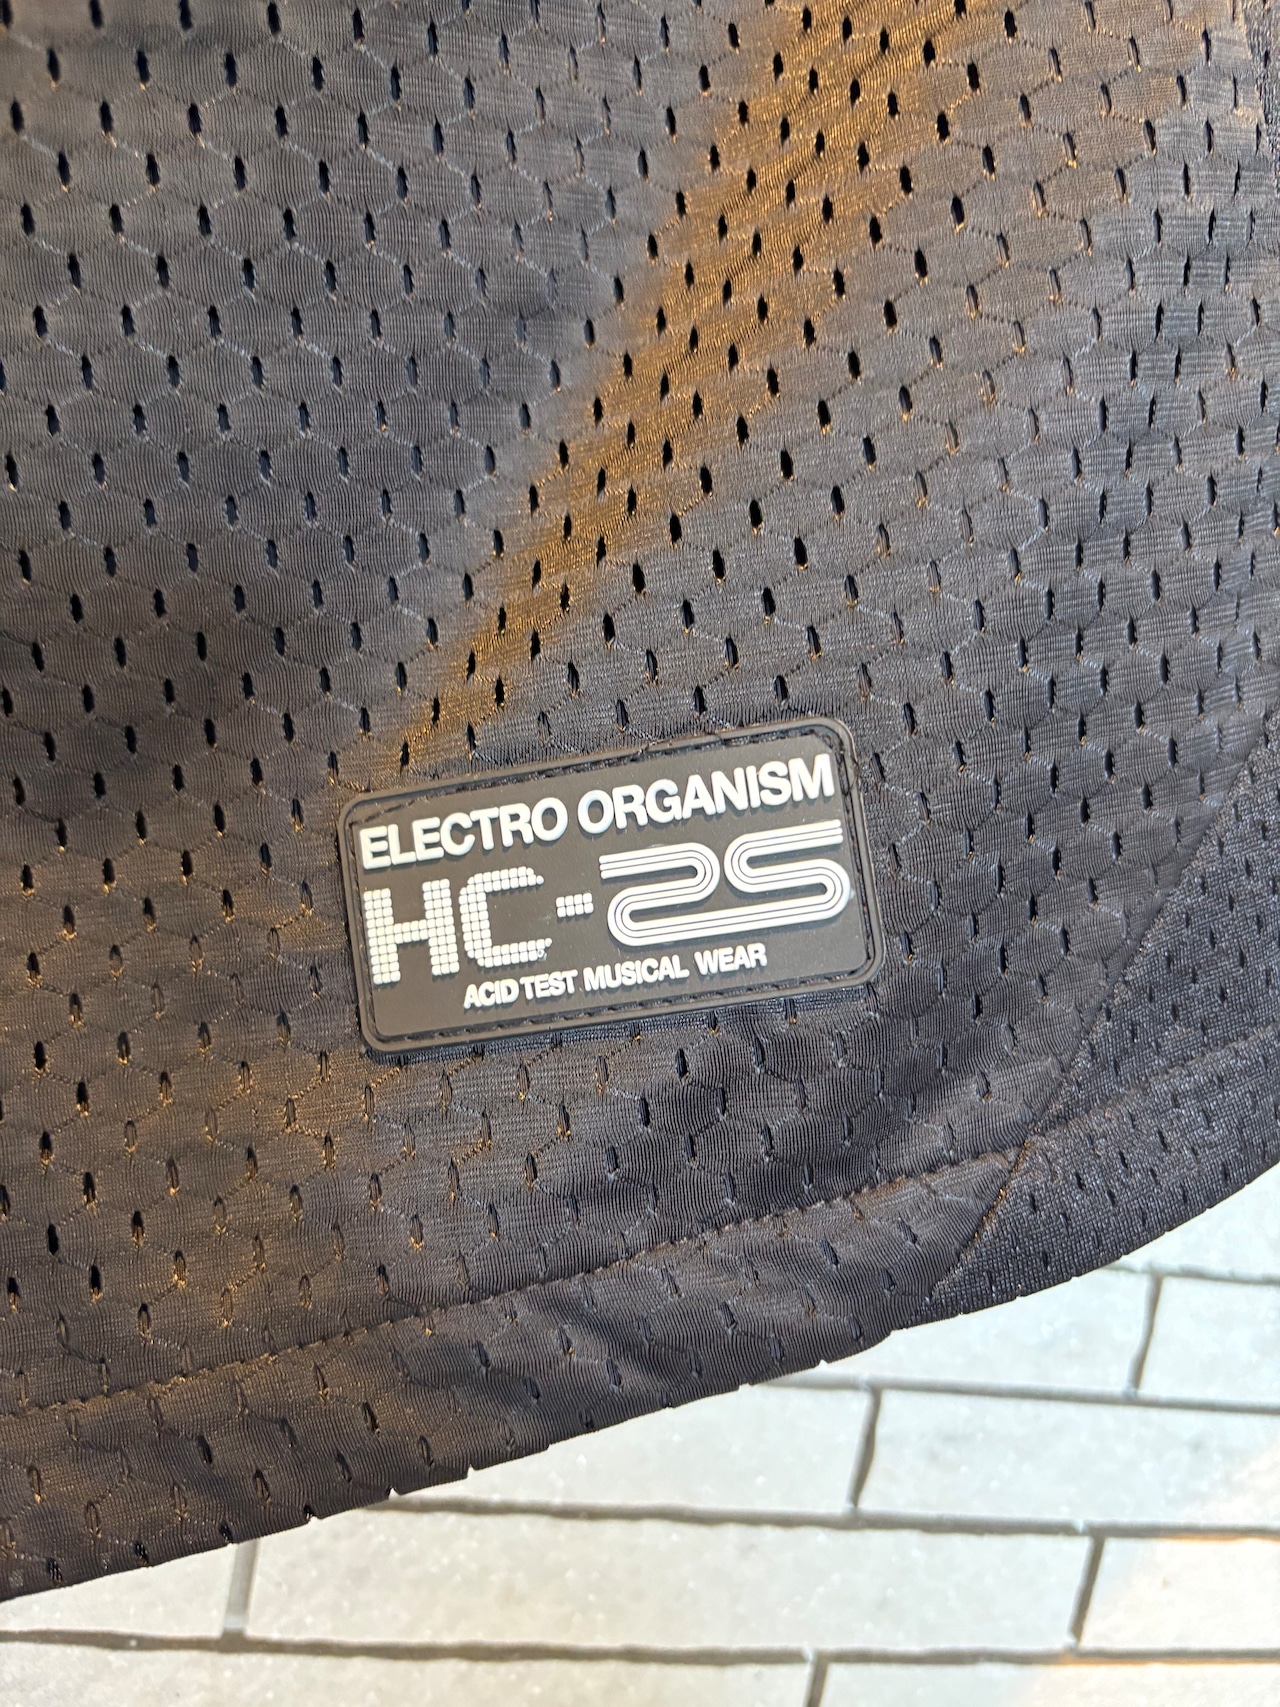 ELECTRO ORGANISM
HC-25
ACID TEST MUSICAL WEAR